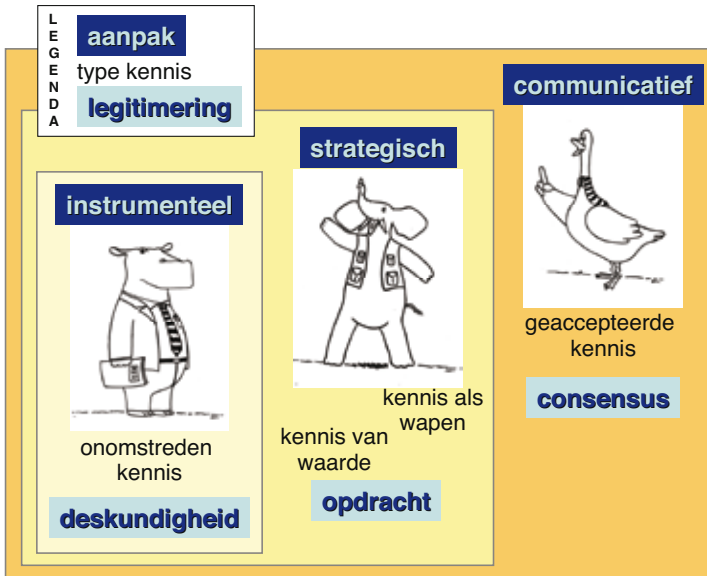 LEGENDA
aanpak
type kennis
legitimering
instrumenteel
onomstreden
kennis
deskundigheid
strategisch
kennis als
wapen
kennis van
waarde
opdracht
communicatief
geaccepteerde
kennis
consensus